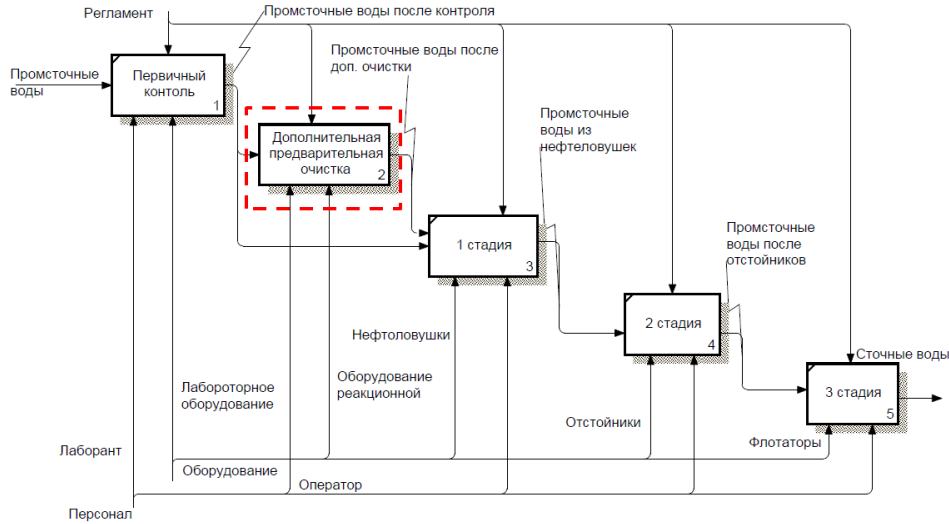 Регламент
Промсточные воды после контроля
Промсточные
воды
Первичный
контоль
1
Промсточные воды после
доп. очистки
Дополнительная
предварительная
очистка
2
Промсточные
воды из
нефтеловушек
1 стадия
3
Промсточные
воды после
отстойников
2 стадия
4
Сточные воды
3 стадия
5
Нефтоловушки
Лабороторное
оборудование
Оборудование
реакционной
Отстойники
Флотаторы
Лаборант
Оборудование
Оператор
Персонал